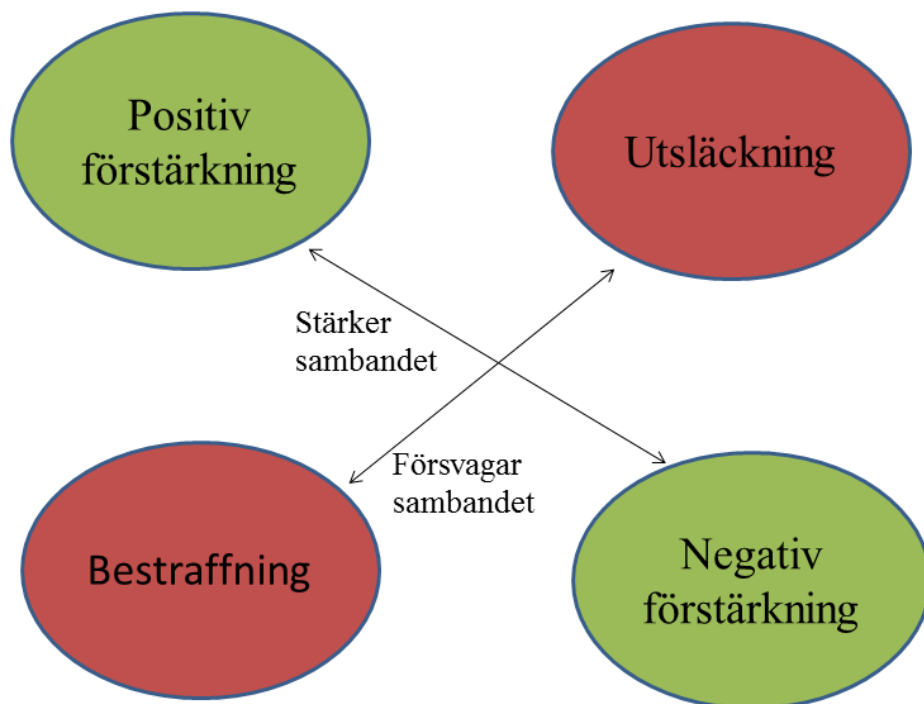 Positiv
förstärkning
Utsläckning
Stärker
sambandet
Försvagar
sambandet
Bestraffning
Negativ
förstärkning